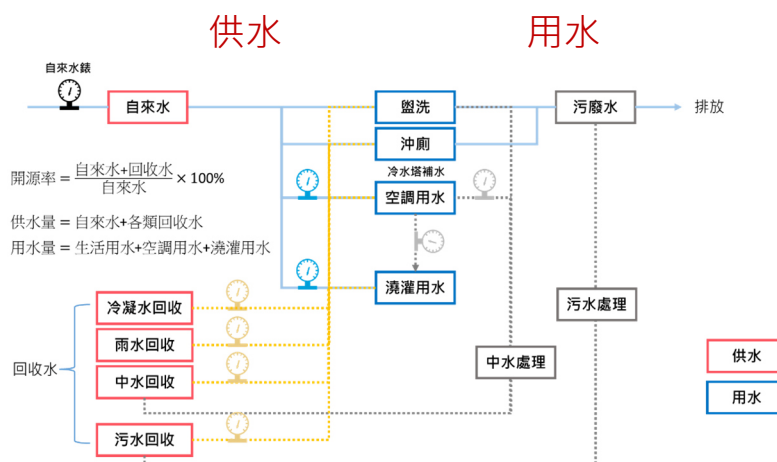 供水
用水
自來水錶
自來水
盥洗
污廢水
排放
沖廁
冷水塔補水
空調用水
開源率 = 自來水+回收水 / 自來水 × 100%
供水量 = 自來水+各類回收水
用水量 = 生活用水+空調用水+澆灌用水
澆灌用水
冷凝水回收
污水處理
雨水回收
中水處理
供水
回收水
中水回收
用水
污水回收